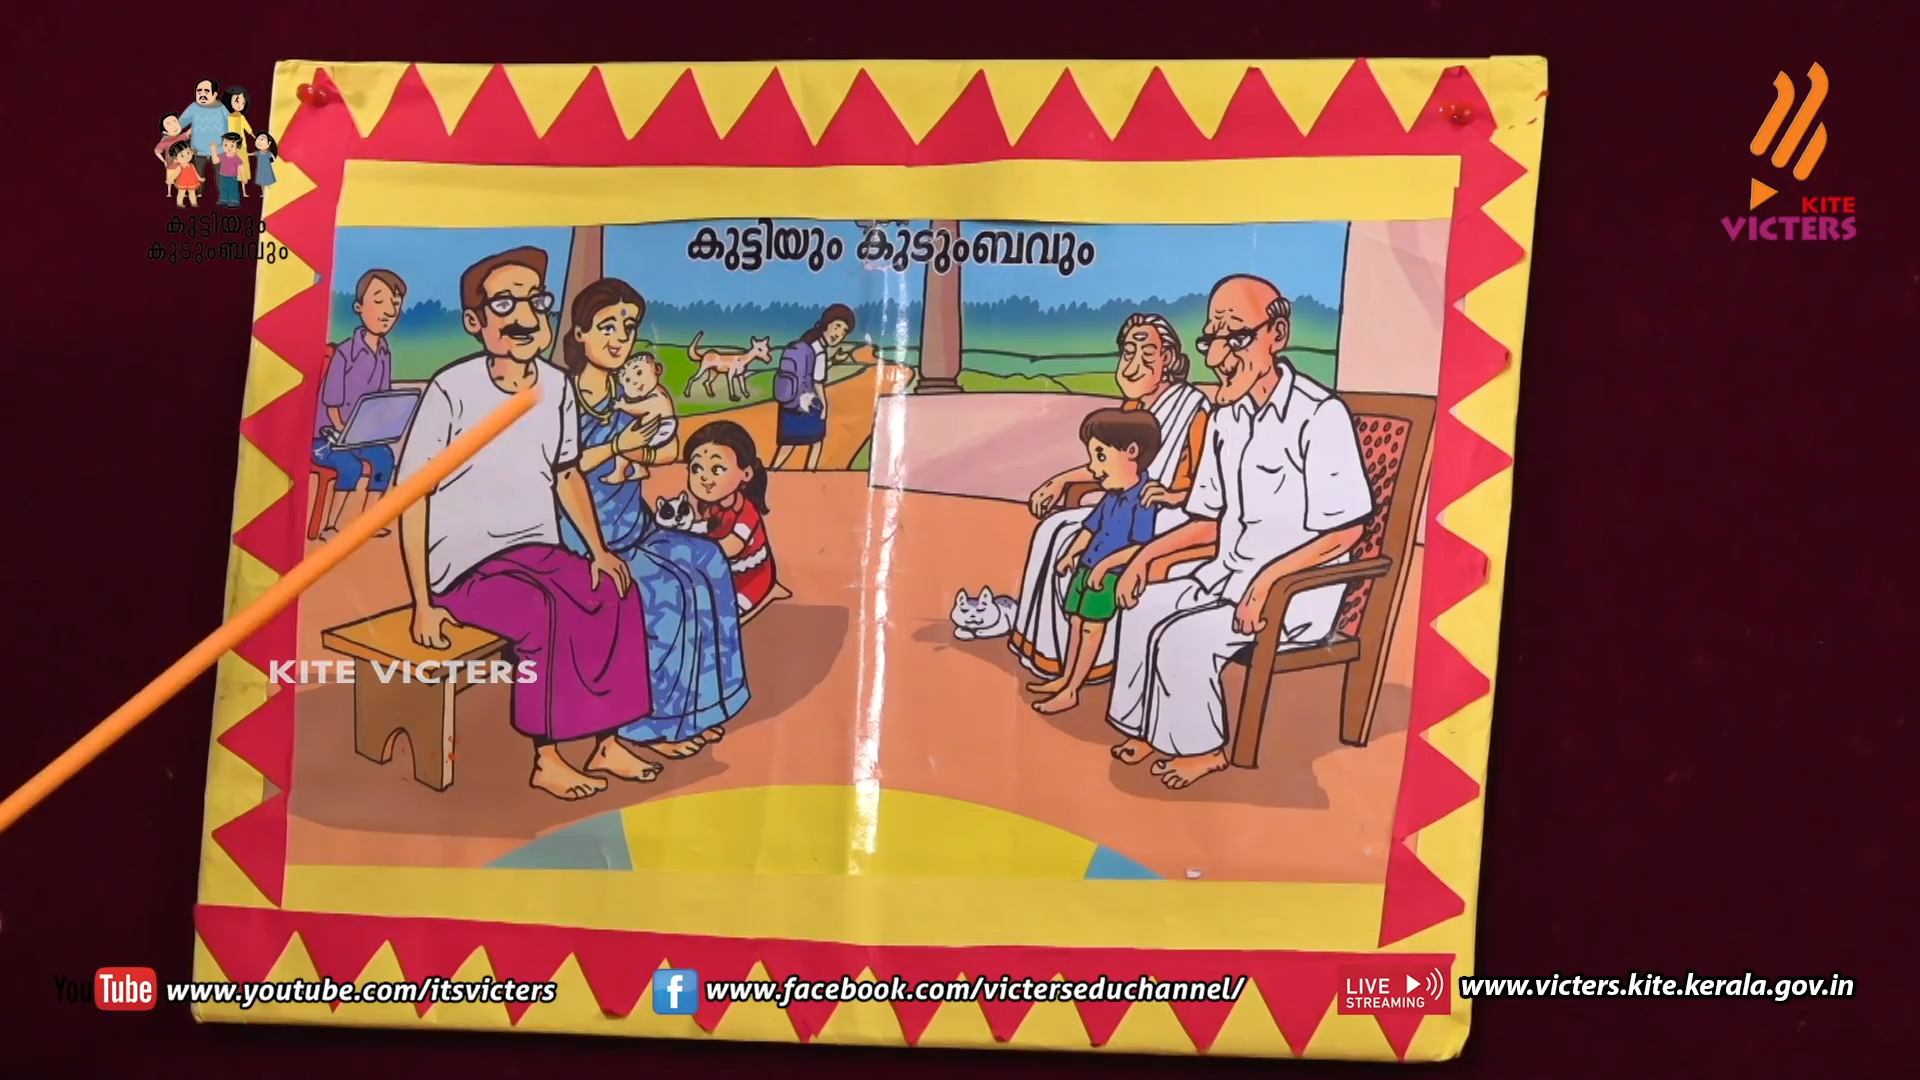 കുട്ടിയും
കുടുംബവും
KITE
VICTERS
കുട്ടിയും കുടുംബവും
KITE VICTERS
YouTube www.youtube.com/itsvicters
f www.facebook.com/victerseduchannel/
LIVE
STREAMING
www.victers.kite.kerala.gov.in